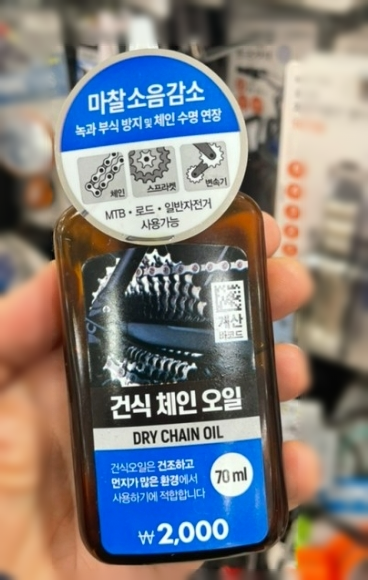 마찰소음감소
녹과 부식 방지 및 체인 수명 연장
체인
스프라켓
변속기
MTB • 로드 • 일반자전거
사용가능
계산
바코드
건식 체인 오일
DRY CHAIN OIL
건식오일은 건조하고
먼지가 많은 환경에서
사용하기에 적합합니다
70 ml
₩2,000